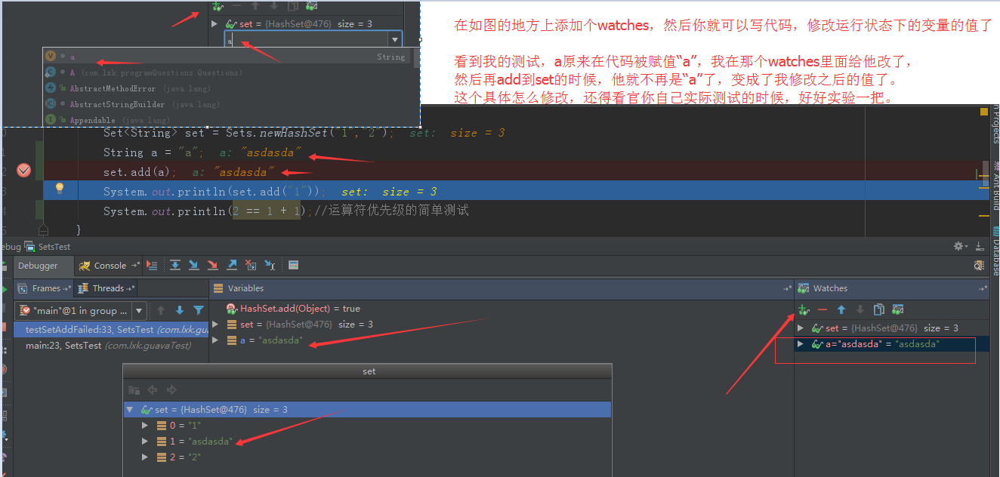 set = {HashSet@476} size = 3
a
a String
A (com.lxk.programQuestions.Questions)
AbstractMethodError (java.lang)
AbstractStringBuilder (java.lang)
Appendable (java.lang)
在如图的地方上添加个watches，然后你就可以写代码，修改运行状态下的变量的值了
看到我的测试，a原来在代码被赋值“a”，我在那个watches里面给他改了，
然后再add到set的时候，他就不再是“a”了，变成了我修改之后的值了。
这个具体怎么修改，还得看官你自己实际测试的时候，好好实验一把。
Set<String> set = Sets.newHashSet("1","2"); set: size = 3
String a = "a"; a: "asdasda"
set.add(a); a: "asdasda"
System.out.println(set.add("1")); set: size = 3
System.out.println(2 == 1 + 1);//运算符优先级的简单测试
}
n Projects
Ant Build
Database
ebug SetsTest
Debugger Console
Frames Threads
"main"@1 in group ...
testSetAddFailed:33, SetsTest (com.lxk.guava
main:23, SetsTest (com.lxk.guavaTest)
Variables
HashSet.add(Object) = true
set = {HashSet@476} size = 3
a = "asdasda"
Watches
set = {HashSet@476} size = 3
a="asdasda" = "asdasda"
set
set = {HashSet@476} size = 3
0 = "1"
1 = "asdasda"
2 = "2"